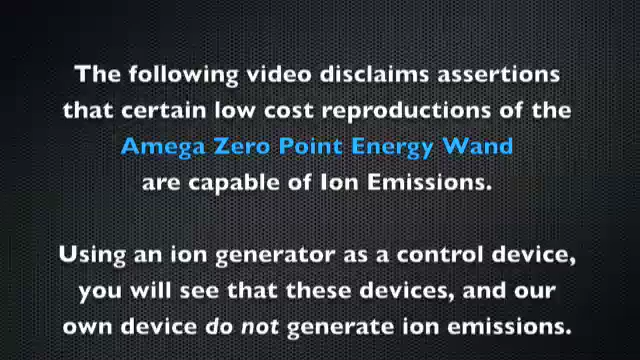 The following video disclaims assertions
that certain low cost reproductions of the
Amega Zero Point Energy Wand
are capable of Ion Emissions.
Using an ion generator as a control device,
you will see that these devices, and our
own device do not generate ion emissions.